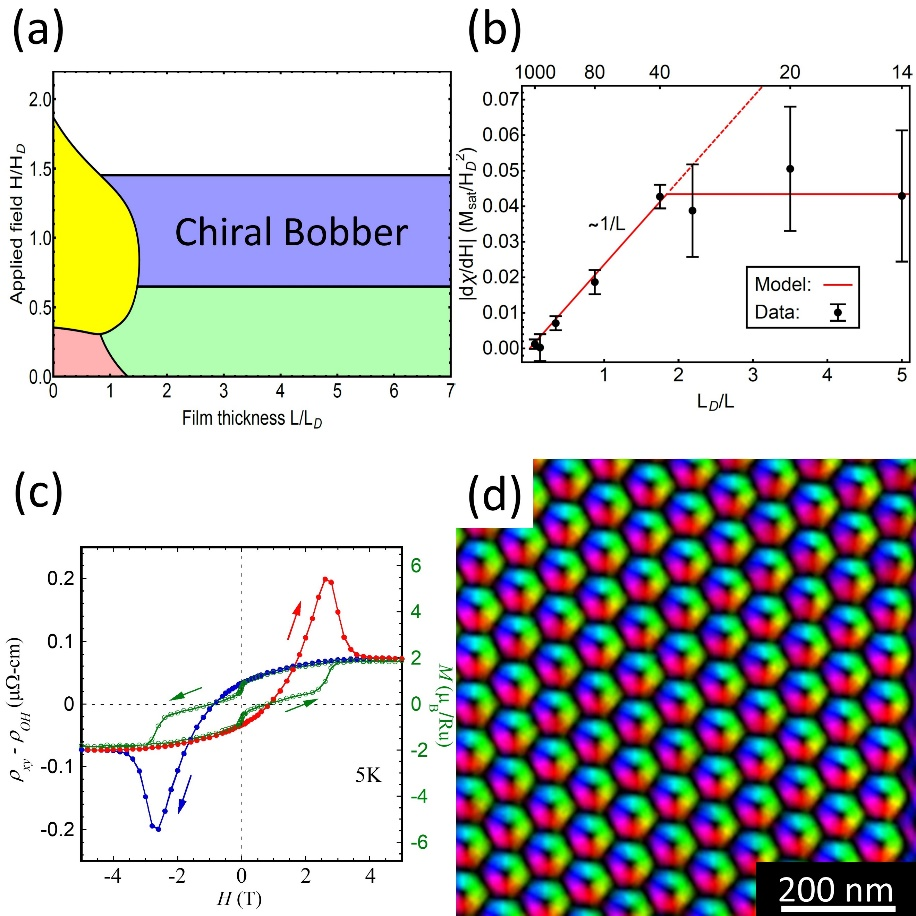 (a)
2.0
1.5
1.0
0.5
0.0
Applied field H/H_D
Chiral Bobber
0 1 2 3 4 5 6 7
Film thickness L/L_D
(b)
1000 80 40 20 14
0.07
0.06
0.05
0.04
0.03
0.02
0.01
0.00
|dχ/dH| (M_sat/H_D²)
~1/L
Model:
Data:
1 2 3 4 5
L_D/L
(c)
0.2
0.1
0
-0.1
-0.2
ρ_xy - ρ_OH (μΩ-cm)
6
4
2
0
-2
-4
-6
M (μ_B/Ru)
5K
-4 -2 0 2 4
H (T)
(d)
200 nm